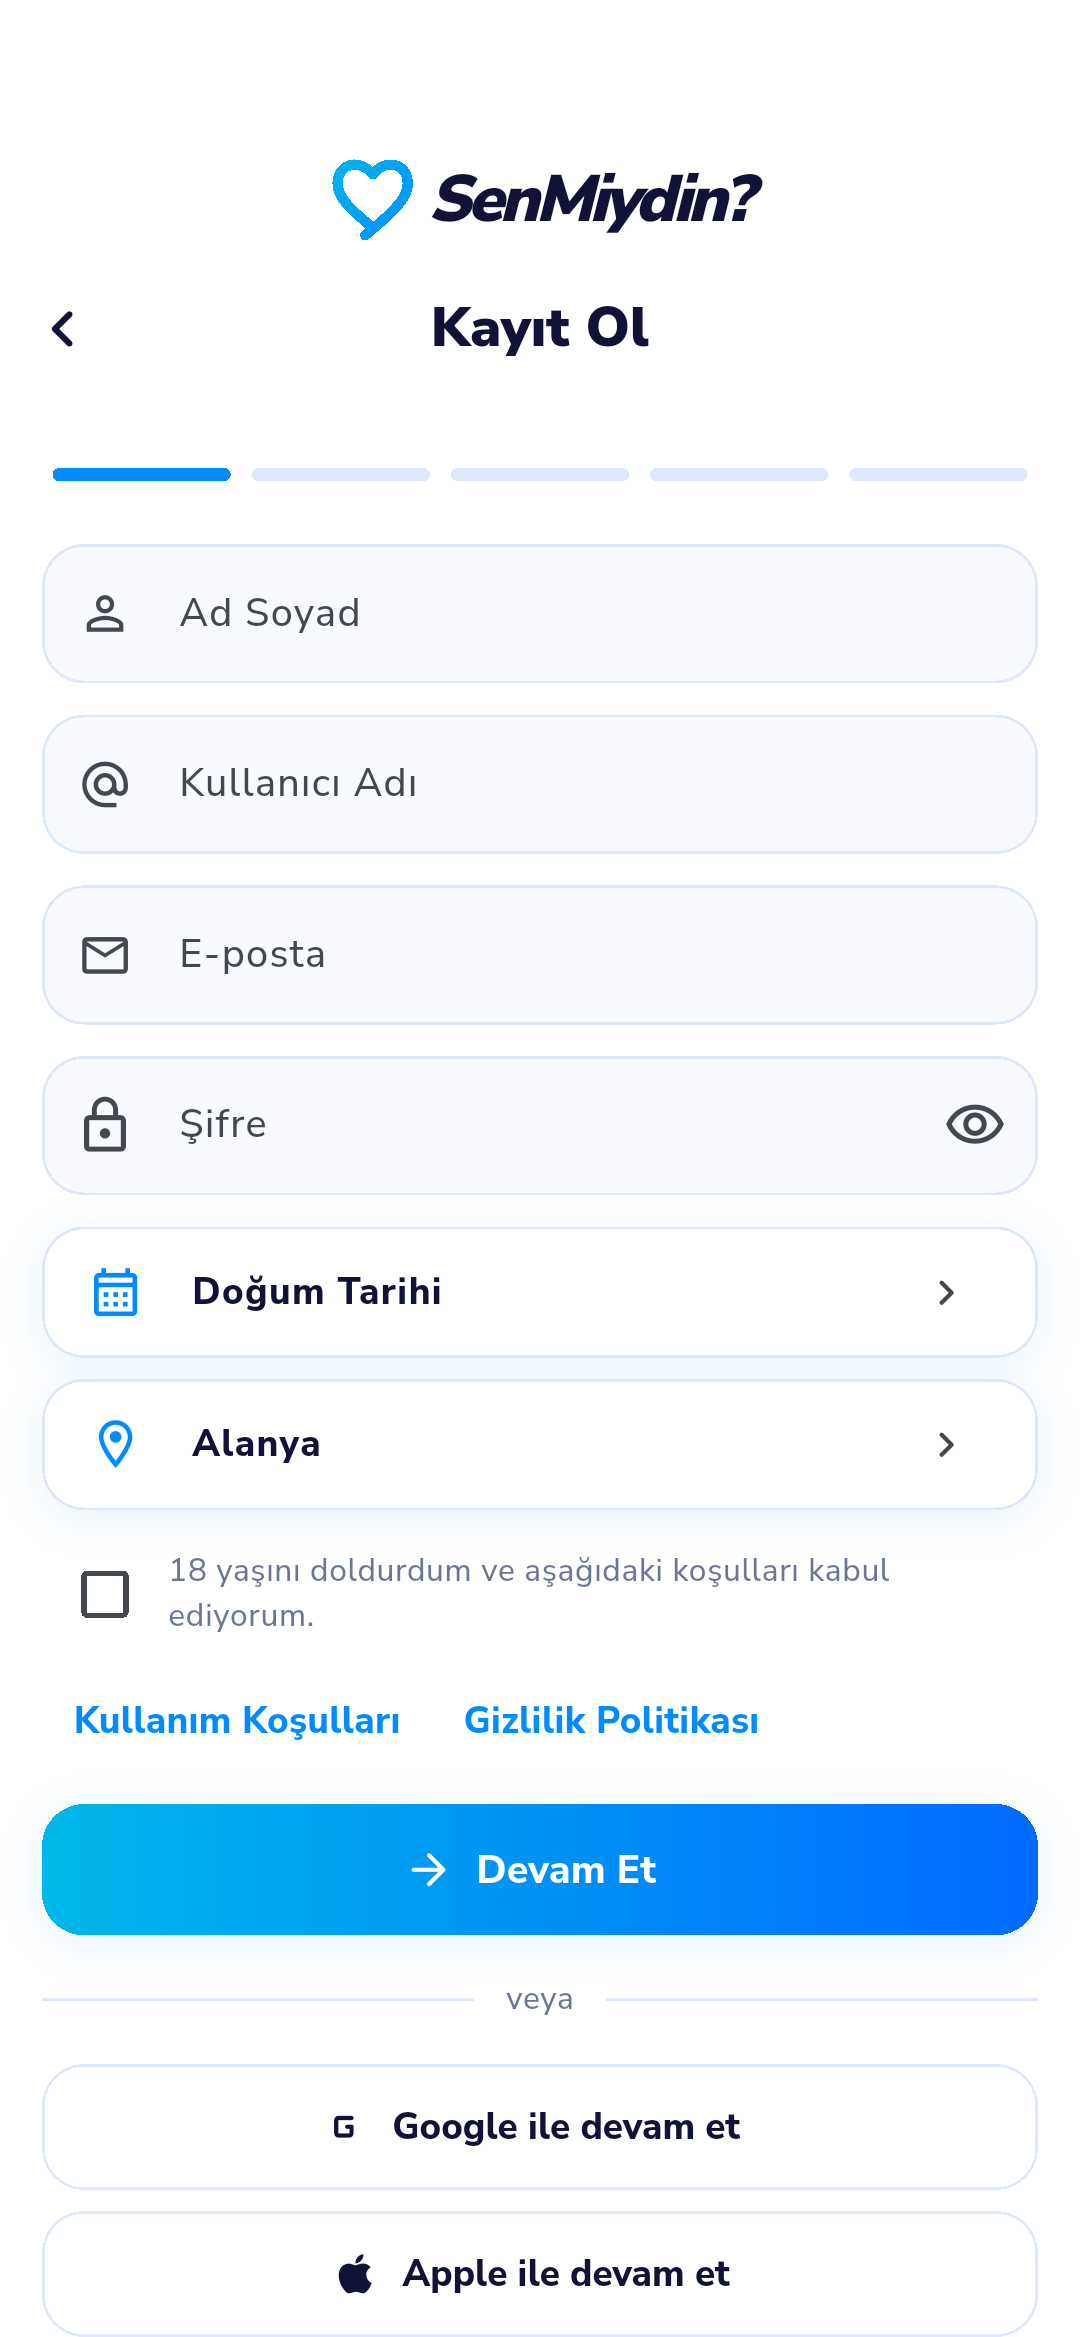 SenMiydin?
Kayıt Ol
Ad Soyad
Kullanıcı Adı
E-posta
Şifre
Doğum Tarihi
Alanya
18 yaşını doldurdum ve aşağıdaki koşulları kabul
ediyorum.
Kullanım Koşulları Gizlilik Politikası
Devam Et
veya
G Google ile devam et
Apple ile devam et